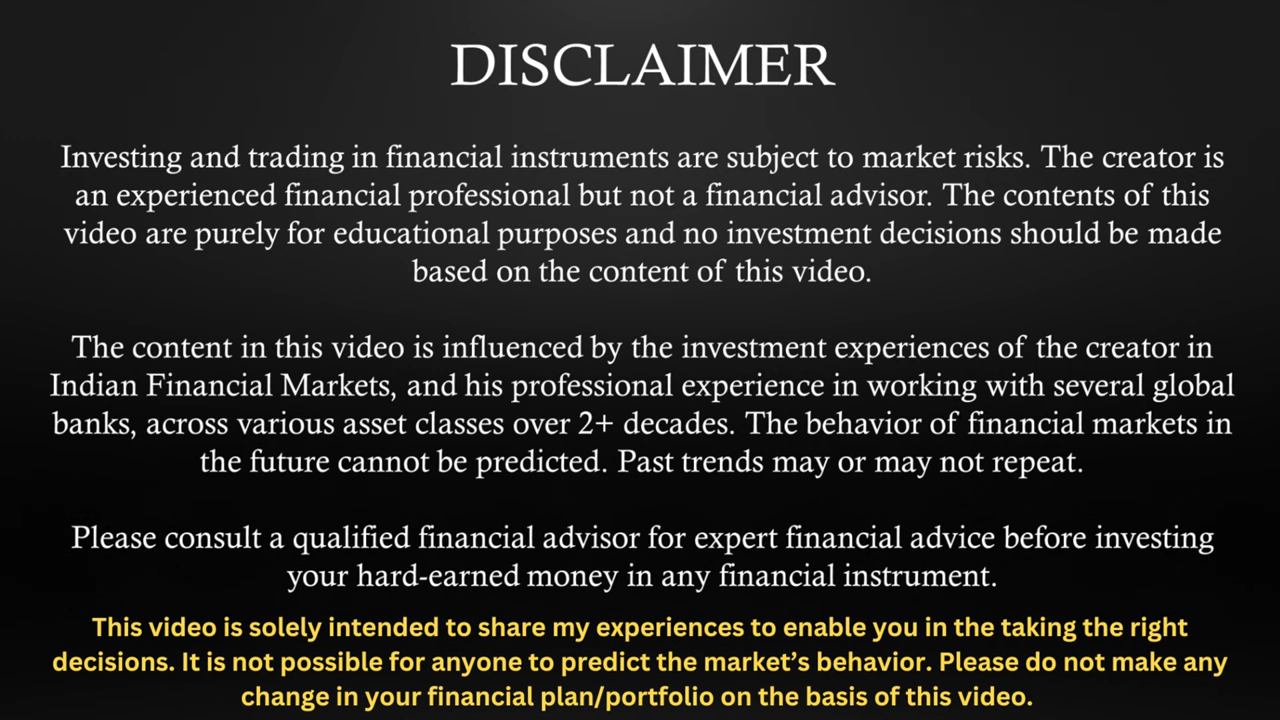 DISCLAIMER
Investing and trading in financial instruments are subject to market risks. The creator is
an experienced financial professional but not a financial advisor. The contents of this
video are purely for educational purposes and no investment decisions should be made
based on the content of this video.
The content in this video is influenced by the investment experiences of the creator in
Indian Financial Markets, and his professional experience in working with several global
banks, across various asset classes over 2+ decades. The behavior of financial markets in
the future cannot be predicted. Past trends may or may not repeat.
Please consult a qualified financial advisor for expert financial advice before investing
your hard-earned money in any financial instrument.
This video is solely intended to share my experiences to enable you in the taking the right
decisions. It is not possible for anyone to predict the market’s behavior. Please do not make any
change in your financial plan/portfolio on the basis of this video.